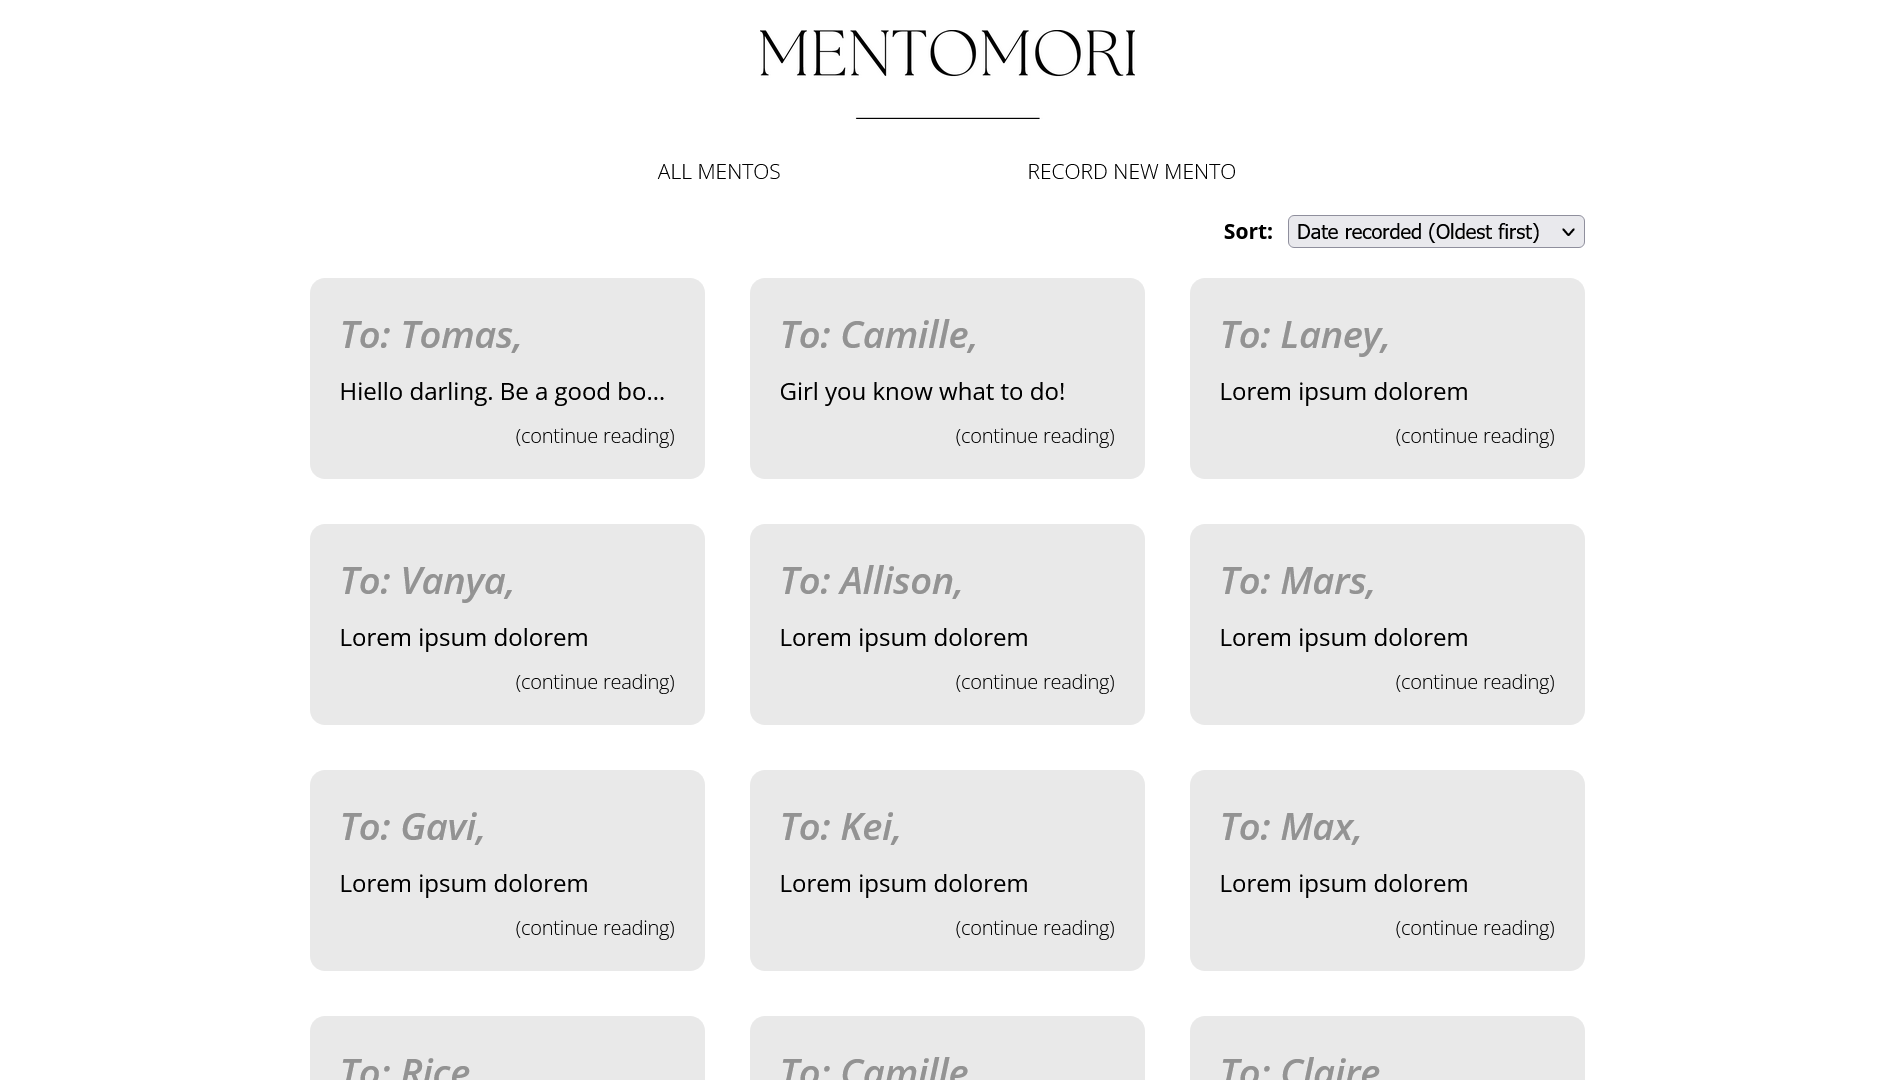 MENTOMORI
ALL MENTOS
RECORD NEW MENTO
Sort: Date recorded (Oldest first)
To: Tomas,
Hiello darling. Be a good bo...
(continue reading)
To: Camille,
Girl you know what to do!
(continue reading)
To: Laney,
Lorem ipsum dolorem
(continue reading)
To: Vanya,
Lorem ipsum dolorem
(continue reading)
To: Allison,
Lorem ipsum dolorem
(continue reading)
To: Mars,
Lorem ipsum dolorem
(continue reading)
To: Gavi,
Lorem ipsum dolorem
(continue reading)
To: Kei,
Lorem ipsum dolorem
(continue reading)
To: Max,
Lorem ipsum dolorem
(continue reading)
To: Rice
To: Camille
To: Claire